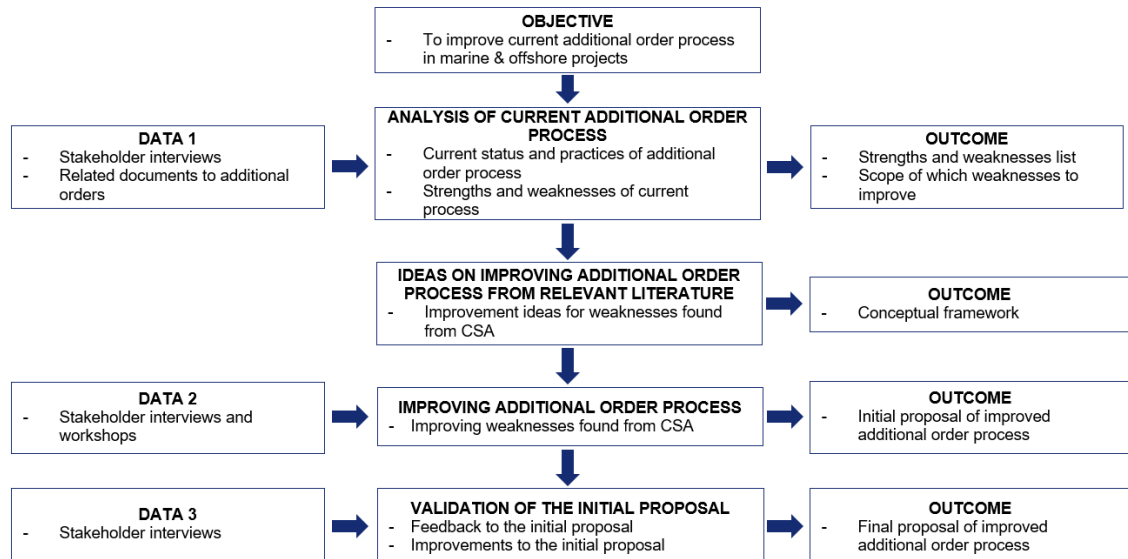 OBJECTIVE
- To improve current additional order process
in marine & offshore projects
ANALYSIS OF CURRENT ADDITIONAL ORDER
PROCESS
- Current status and practices of additional
order process
- Strengths and weaknesses of current
process
DATA 1
- Stakeholder interviews
- Related documents to additional
orders
OUTCOME
- Strengths and weaknesses list
- Scope of which weaknesses to
improve
IDEAS ON IMPROVING ADDITIONAL ORDER
PROCESS FROM RELEVANT LITERATURE
- Improvement ideas for weaknesses found
from CSA
OUTCOME
- Conceptual framework
DATA 2
- Stakeholder interviews and
workshops
IMPROVING ADDITIONAL ORDER PROCESS
- Improving weaknesses found from CSA
OUTCOME
- Initial proposal of improved
additional order process
DATA 3
- Stakeholder interviews
VALIDATION OF THE INITIAL PROPOSAL
- Feedback to the initial proposal
- Improvements to the initial proposal
OUTCOME
- Final proposal of improved
additional order process